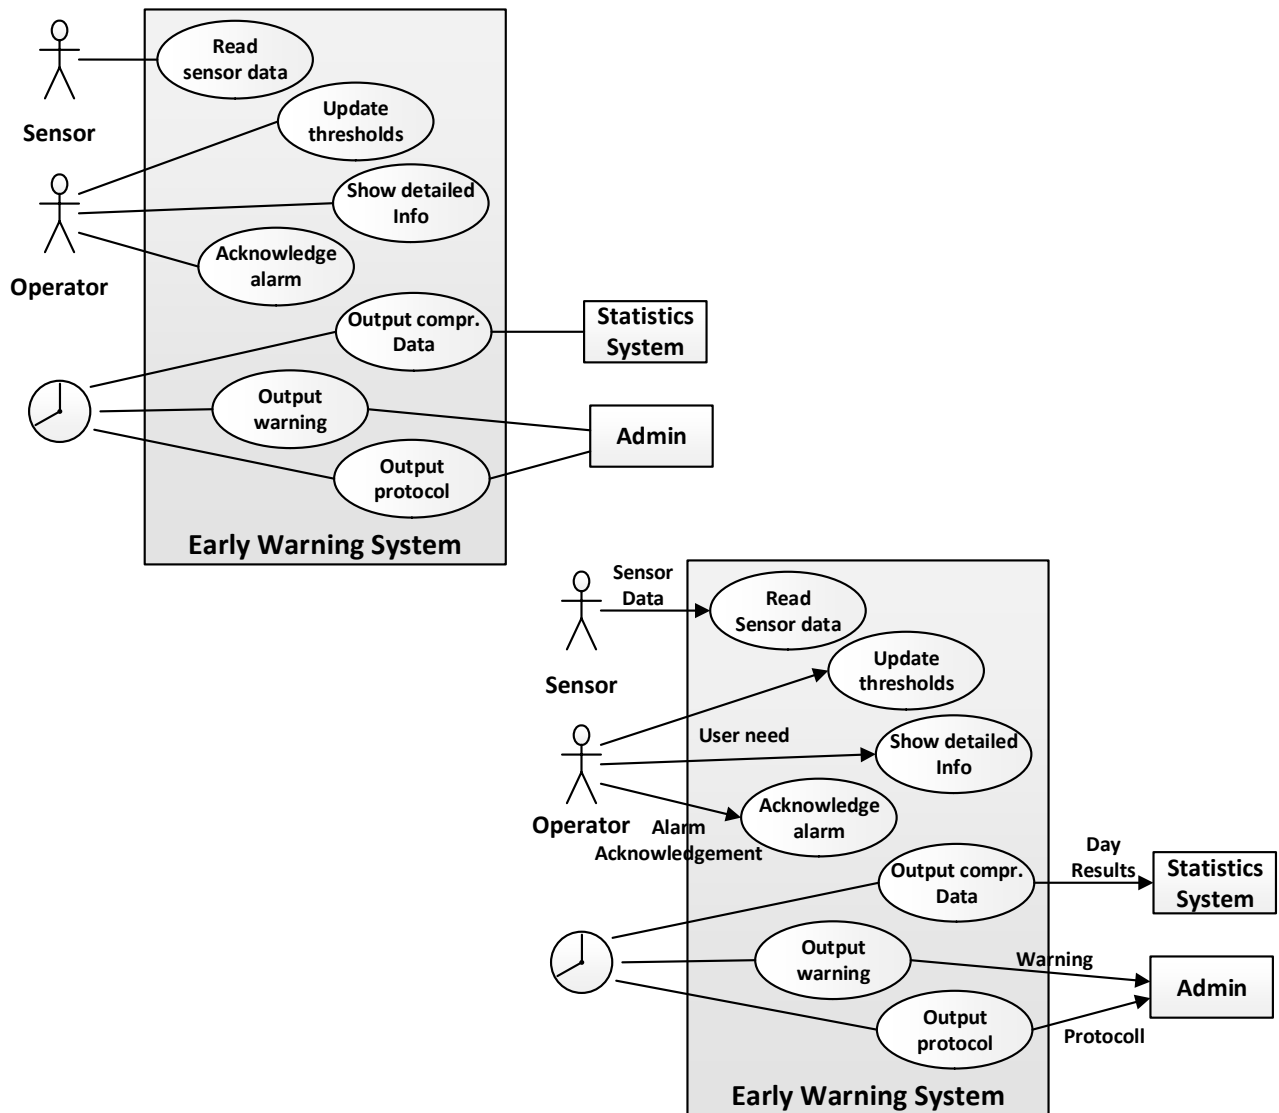 Read
sensor data
Sensor
Update
thresholds
Show detailed
Info
Operator
Acknowledge
alarm
Output compr.
Data
Statistics
System
Output
warning
Admin
Output
protocol
Early Warning System
Sensor
Data
Read
Sensor data
Sensor
Update
thresholds
User need
Show detailed
Info
Operator
Alarm
Acknowledgement
Acknowledge
alarm
Output compr.
Data
Day
Results
Statistics
System
Output
warning
Warning
Admin
Output
protocol
Protocoll
Early Warning System